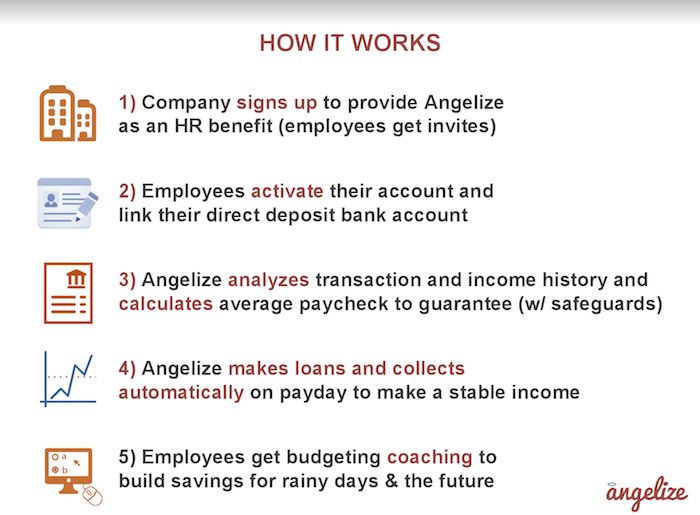 HOW IT WORKS
1) Company signs up to provide Angelize
as an HR benefit (employees get invites)
2) Employees activate their account and
link their direct deposit bank account
3) Angelize analyzes transaction and income history and
calculates average paycheck to guarantee (w/ safeguards)
4) Angelize makes loans and collects
automatically on payday to make a stable income
a
b
5) Employees get budgeting coaching to
build savings for rainy days & the future
angelize